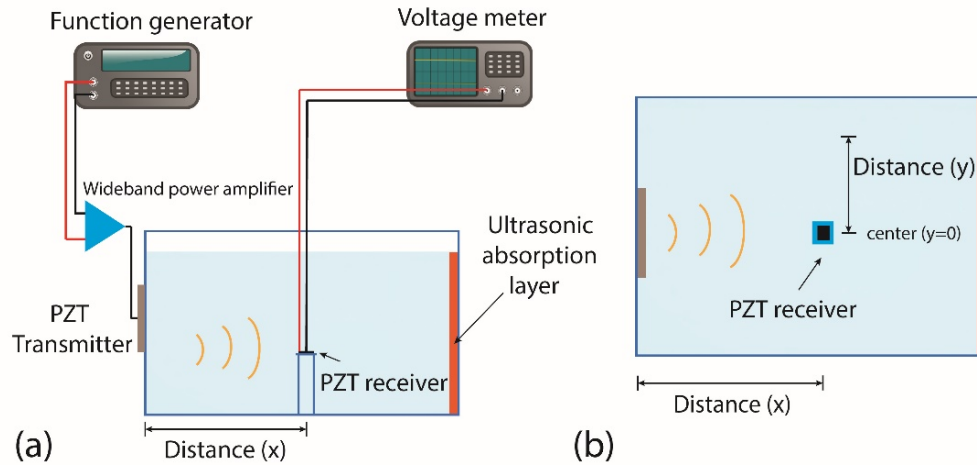 Function generator
Voltage meter
Wideband power amplifier
Ultrasonic
absorption
layer
PZT
Transmitter
PZT receiver
Distance (x)
(a)
Distance (y)
center (y=0)
PZT receiver
Distance (x)
(b)